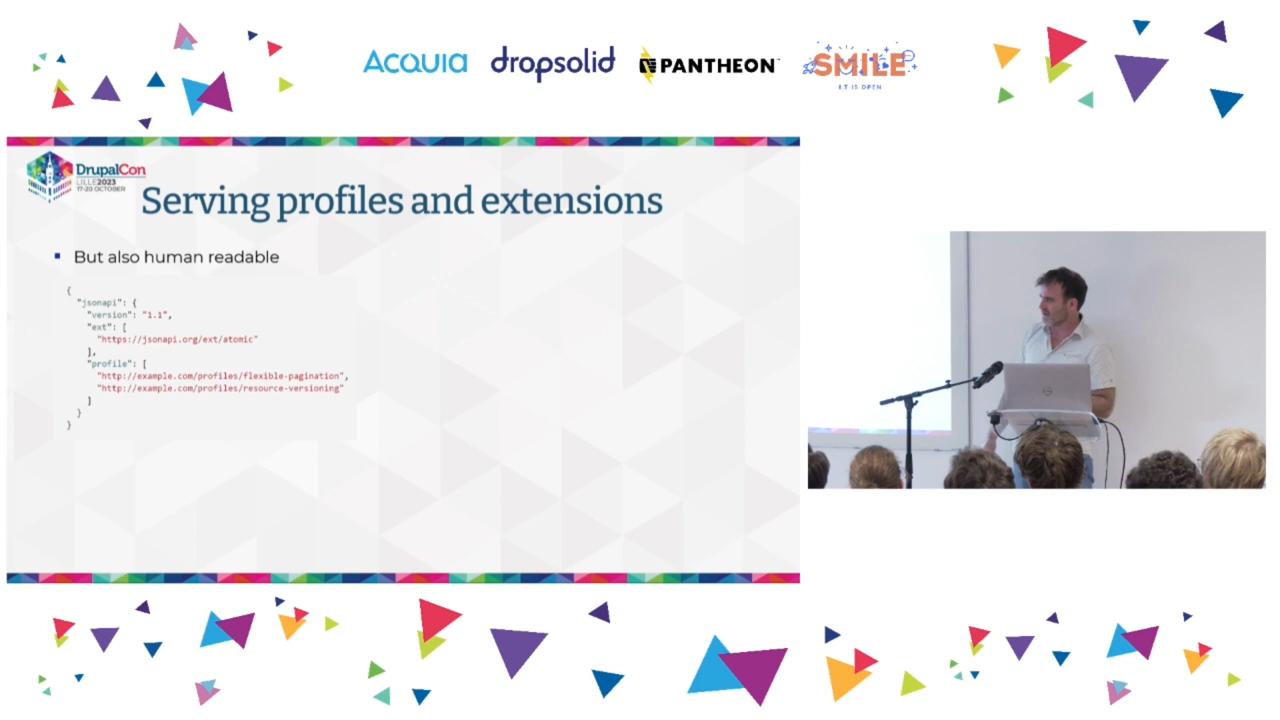 Acquia
dropsolid
PANTHEON
SMILE
I.T IS OPEN
DrupalCon
LILLE2023
17-20 OCTOBER
Serving profiles and extensions
But also human readable
{
"jsonapi": {
"version": "1.1",
"ext": [
"https://jsonapi.org/ext/atomic"
],
"profile": [
"http://example.com/profiles/flexible-pagination",
"http://example.com/profiles/resource-versioning"
]
}
}